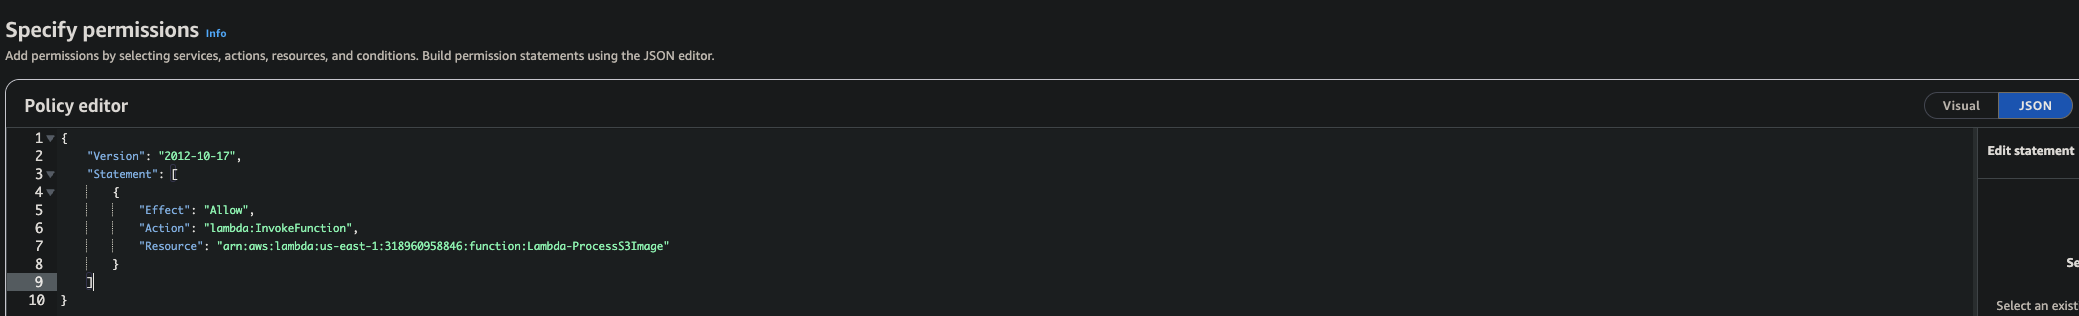 Specify permissions Info
Add permissions by selecting services, actions, resources, and conditions. Build permission statements using the JSON editor.
Policy editor
Visual JSON
1 {
2 "Version": "2012-10-17",
3 "Statement": [
4 {
5 "Effect": "Allow",
6 "Action": "lambda:InvokeFunction",
7 "Resource": "arn:aws:lambda:us-east-1:318960958846:function:Lambda-ProcessS3Image"
8 }
9 ]
10 }
Edit statement
Se
Select an exist